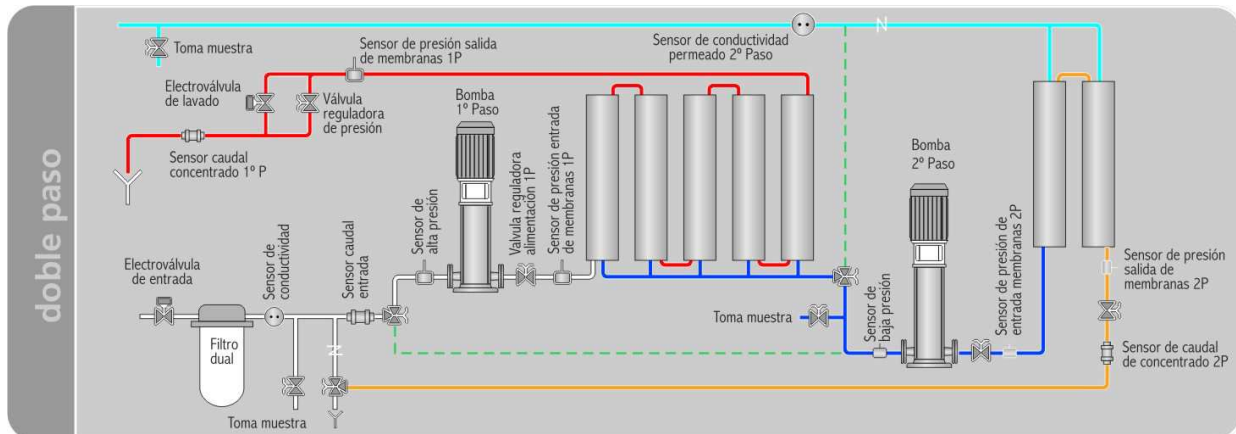 doble paso
Toma muestra
Sensor de presión salida
de membranas 1P
Sensor de conductividad
permeado 2º Paso
Electroválvula
de lavado
Válvula
reguladora
de presión
Bomba
1º Paso
Sensor caudal
concentrado 1º P
Sensor de
alta presión
Valvula reguladora
alimentación 1P
Sensor de presión entrada
de membranas 1P
Bomba
2º Paso
Electroválvula
de entrada
Sensor de
conductividad
Sensor caudal
entrada
Filtro
dual
N
N
Toma muestra
Toma muestra
Sensor de
baja presión
Sensor de presión de
entrada membranas 2P
Sensor de presión
salida de
membranas 2P
Sensor de caudal
de concentrado 2P